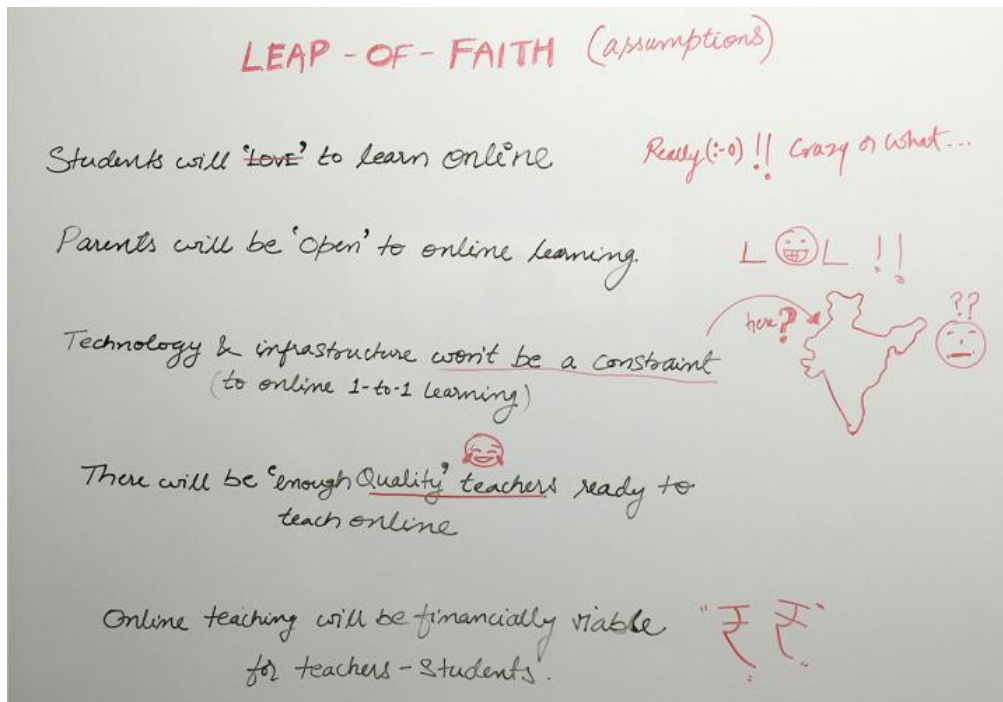 LEAP-OF-FAITH (assumptions)
Students will 'LOVE' to learn online
Really (:-o) !! Crazy or what...
Parents will be 'open' to online learning.
LOL !!
Technology & infrastructure won't be a constraint
(to online 1-to-1 learning)
here?
??
There will be 'enough Quality' teachers ready to
teach online
Online teaching will be financially viable
for teachers - students.
"₹ ₹"